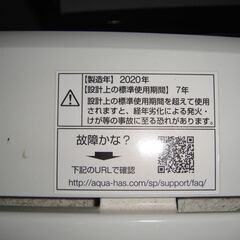 【製造年】2020年
【設計上の標準使用期間】7年
設計上の標準使用期間を超えて使用
されますと、経年劣化による発火・
けが等の事故に至る恐れがあります。
故障かな?
下記のURLで確認
http://aqua-has.com/sp/support/faq/